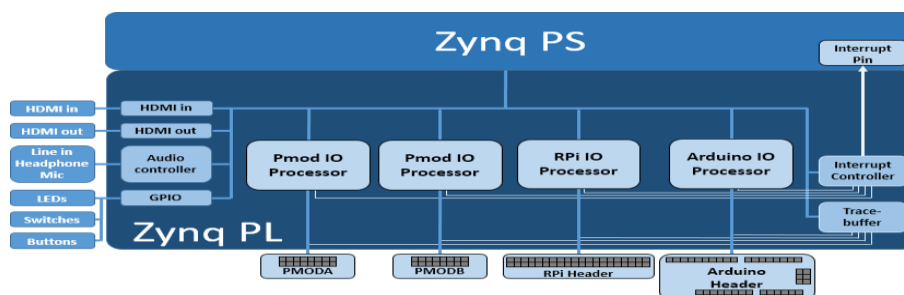 Zynq PS
Interrupt
Pin
HDMI in
HDMI in
HDMI out
HDMI out
Line in
Headphone
Mic
Audio
controller
Pmod IO
Processor
Pmod IO
Processor
RPi IO
Processor
Arduino IO
Processor
Interrupt
Controller
LEDs
GPIO
Switches
Buttons
Zynq PL
Trace-
buffer
PMODA
PMODB
RPi Header
Arduino
Header